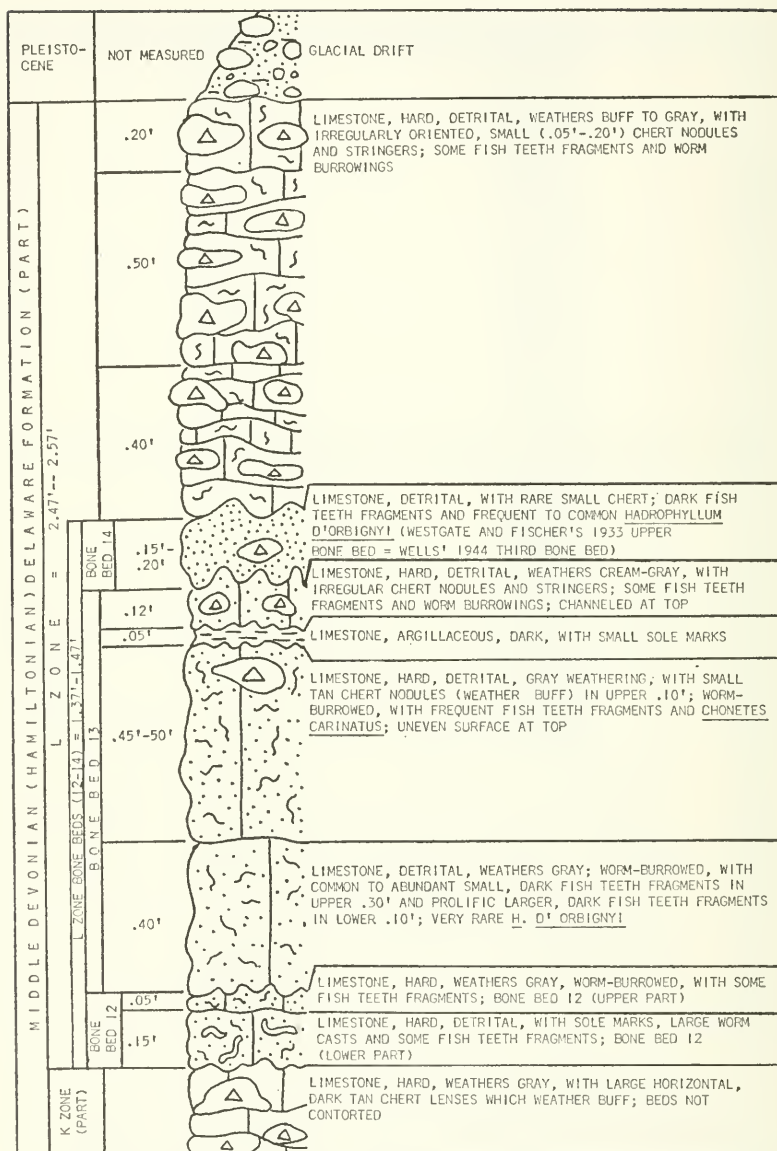 PLEISTO-
CENE
NOT MEASURED
GLACIAL DRIFT
MIDDLE DEVONIAN (HAMILTONIAN) DELAWARE FORMATION (PART)
L ZONE = 2.47'-- 2.57'
.20'
LIMESTONE, HARD, DETRITAL, WEATHERS BUFF TO GRAY, WITH
IRREGULARLY ORIENTED, SMALL (.05'-.20') CHERT NODULES
AND STRINGERS; SOME FISH TEETH FRAGMENTS AND WORM
BURROWINGS
.50'
.40'
L ZONE BONE BEDS (12-14) = 1.37'-1.47'
BONE
BED 14
.15'-
.20'
LIMESTONE, DETRITAL, WITH RARE SMALL CHERT; DARK FISH
TEETH FRAGMENTS AND FREQUENT TO COMMON HADROPHYLLUM
D'ORBIGNYI (WESTGATE AND FISCHER'S 1933 UPPER
BONE BED = WELLS' 1944 THIRD BONE BED)
BONE BED 13
.12'
LIMESTONE, HARD, DETRITAL, WEATHERS CREAM-GRAY, WITH
IRREGULAR CHERT NODULES AND STRINGERS; SOME FISH TEETH
FRAGMENTS AND WORM BURROWINGS; CHANNELED AT TOP
.05'
LIMESTONE, ARGILLACEOUS, DARK, WITH SMALL SOLE MARKS
.45'-50'
LIMESTONE, HARD, DETRITAL, GRAY WEATHERING, WITH SMALL
TAN CHERT NODULES (WEATHER BUFF) IN UPPER .10'; WORM-
BURROWED, WITH FREQUENT FISH TEETH FRAGMENTS AND CHONETES
CARINATUS; UNEVEN SURFACE AT TOP
.40'
LIMESTONE, DETRITAL, WEATHERS GRAY; WORM-BURROWED, WITH
COMMON TO ABUNDANT SMALL, DARK FISH TEETH FRAGMENTS IN
UPPER .30' AND PROLIFIC LARGER, DARK FISH TEETH FRAGMENTS
IN LOWER .10'; VERY RARE H. D' ORBIGNYI
BONE
BED 12
.05'
LIMESTONE, HARD, WEATHERS GRAY, WORM-BURROWED, WITH SOME
FISH TEETH FRAGMENTS; BONE BED 12 (UPPER PART)
.15'
LIMESTONE, HARD, DETRITAL, WITH SOLE MARKS, LARGE WORM
CASTS AND SOME FISH TEETH FRAGMENTS; BONE BED 12
(LOWER PART)
K ZONE
(PART)
LIMESTONE, HARD, WEATHERS GRAY, WITH LARGE HORIZONTAL,
DARK TAN CHERT LENSES WHICH WEATHER BUFF; BEDS NOT
CONTORTED